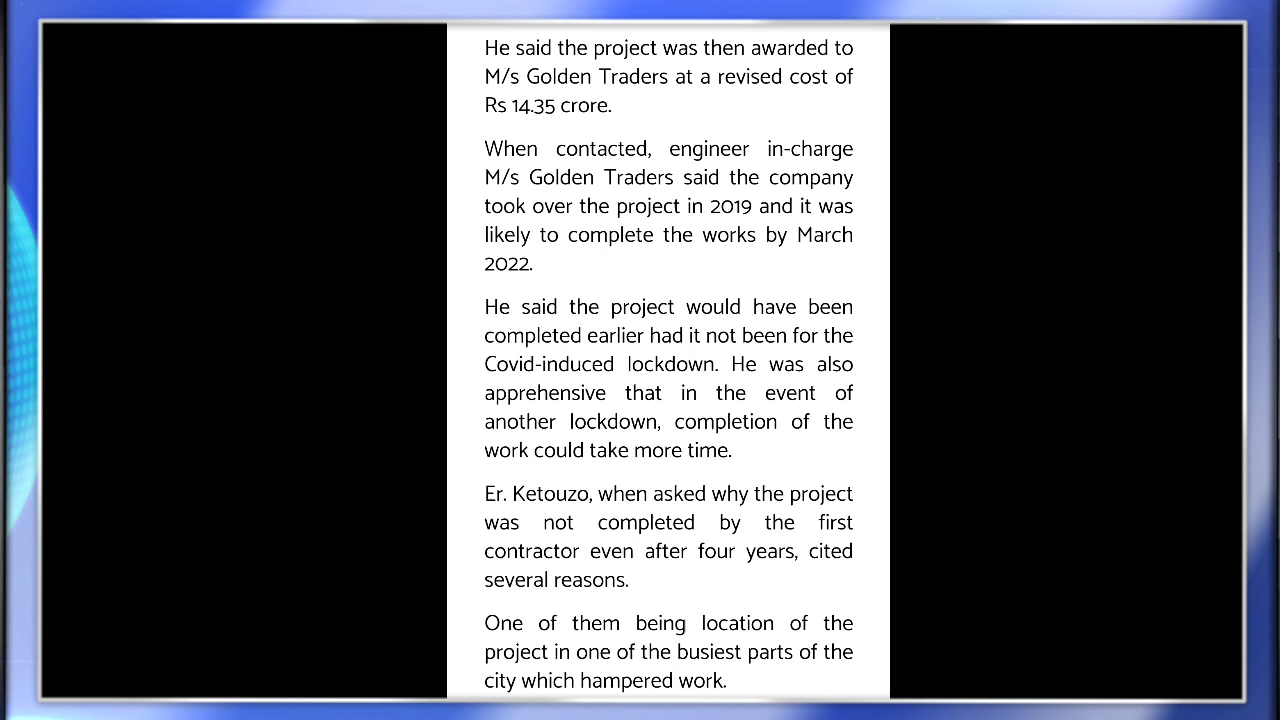 He said the project was then awarded to
M/s Golden Traders at a revised cost of
Rs 14.35 crore.
When contacted, engineer in-charge
M/s Golden Traders said the company
took over the project in 2019 and it was
likely to complete the works by March
2022.
He said the project would have been
completed earlier had it not been for the
Covid-induced lockdown. He was also
apprehensive that in the event of
another lockdown, completion of the
work could take more time.
Er. Ketouzo, when asked why the project
was not completed by the first
contractor even after four years, cited
several reasons.
One of them being location of the
project in one of the busiest parts of the
city which hampered work.